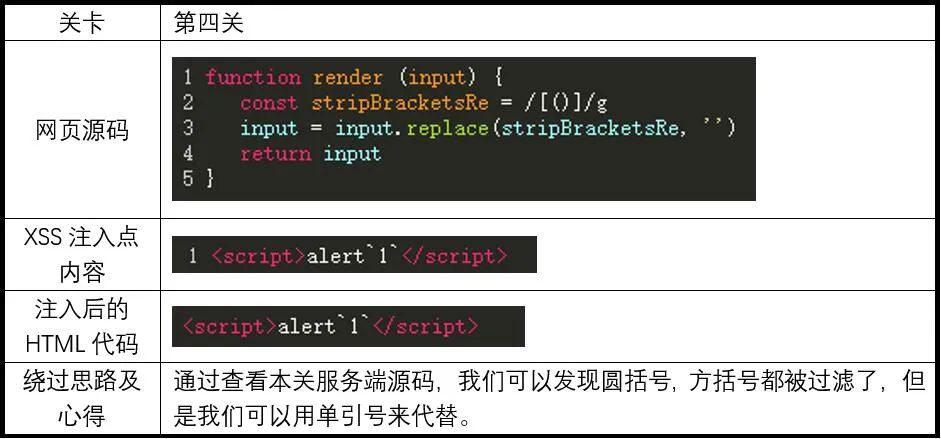 关卡 第四关
网页源码
1 function render (input) {
2 const stripBracketsRe = /[()]/g
3 input = input.replace(stripBracketsRe, '')
4 return input
5 }
XSS 注入点
内容
1 <script>alert`1`</script>
注入后的
HTML 代码
<script>alert`1`</script>
绕过思路及
心得
通过查看本关服务端源码，我们可以发现圆括号, 方括号都被过滤了，但
是我们可以用单引号来代替。